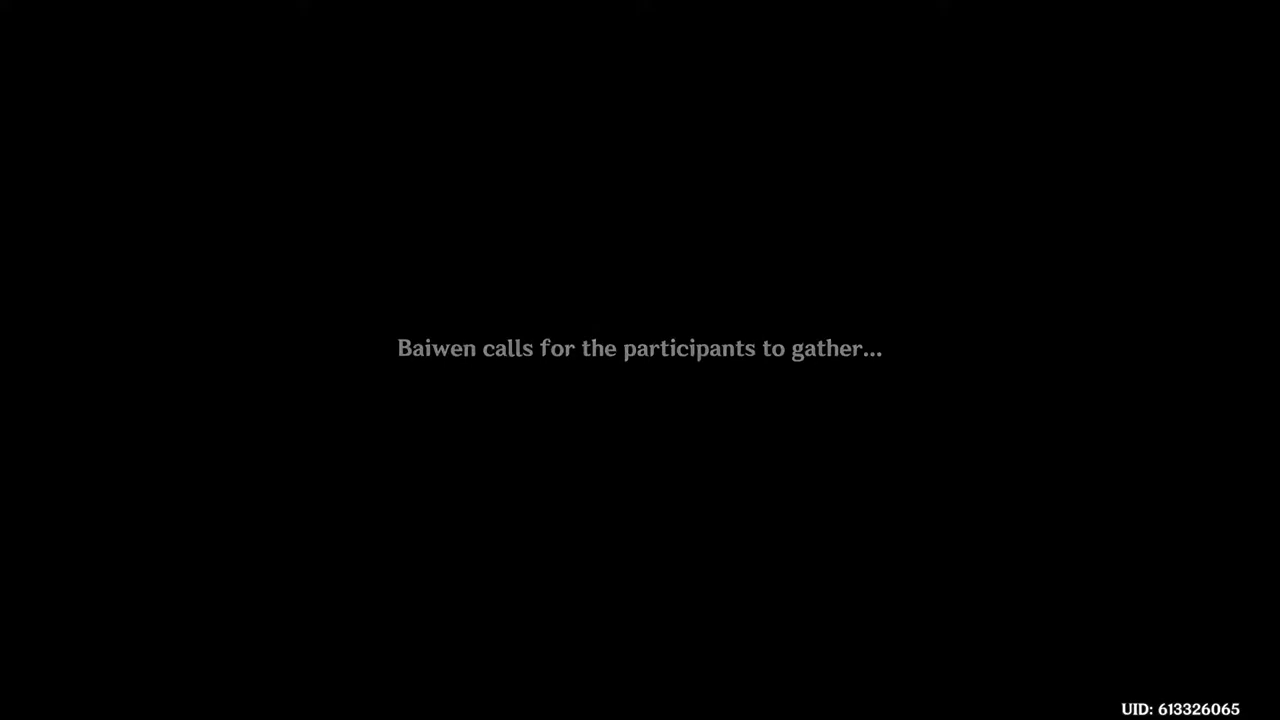 Baiwen calls for the participants to gather...
UID: 613326065